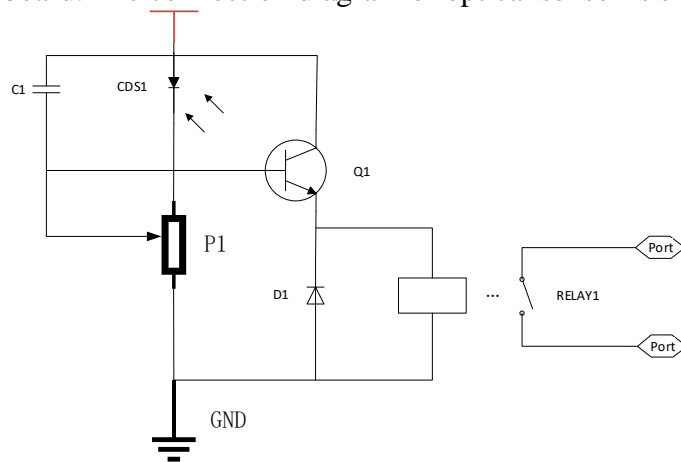 C1
CDS1
Q1
P1
Port
D1
...
RELAY1
Port
GND